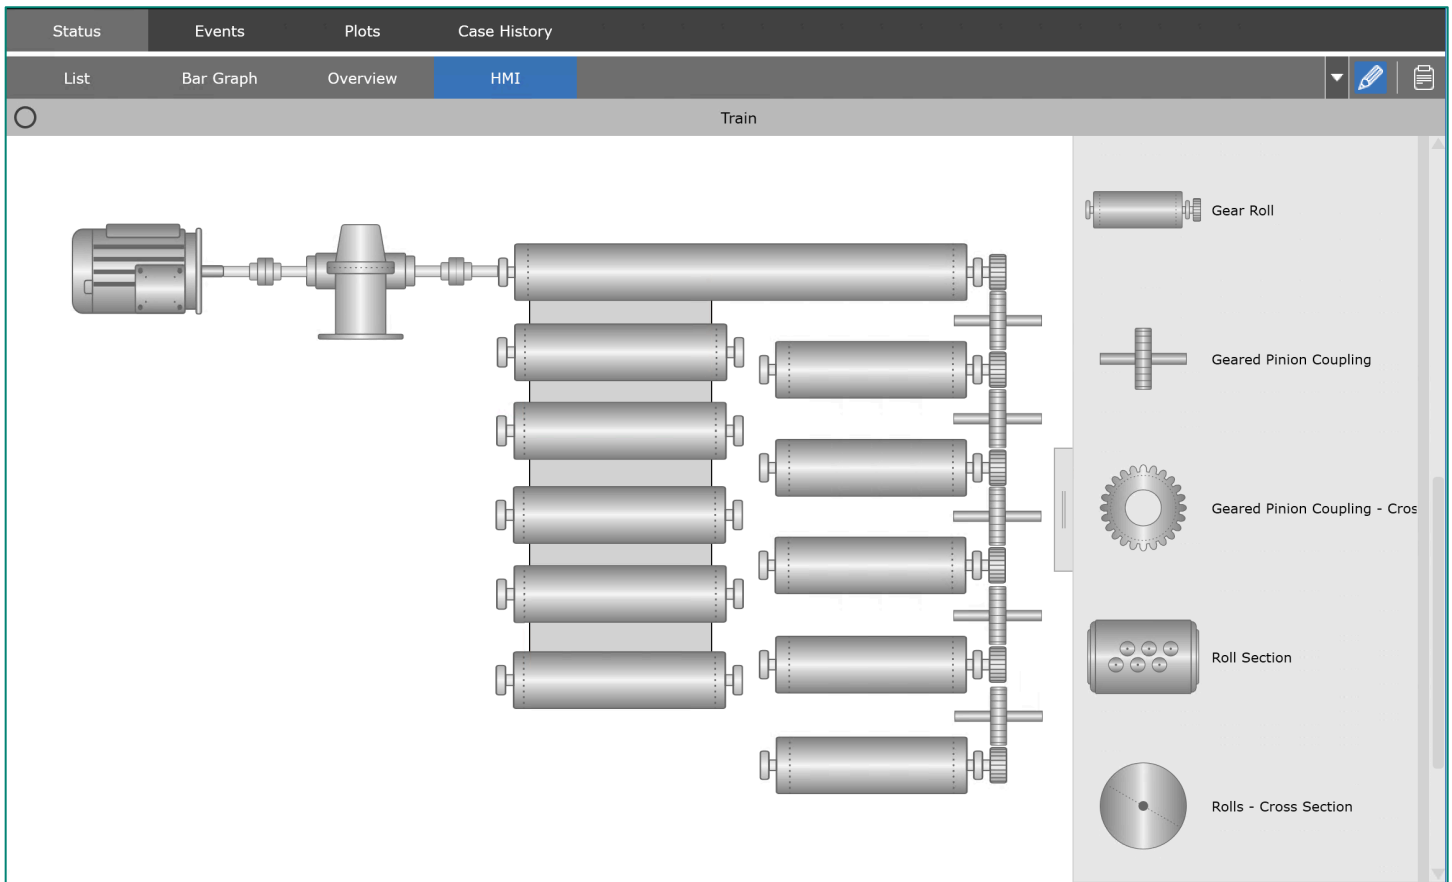 Status Events Plots Case History
List Bar Graph Overview HMI
Train
Gear Roll
Geared Pinion Coupling
Geared Pinion Coupling - Cros
Roll Section
Rolls - Cross Section